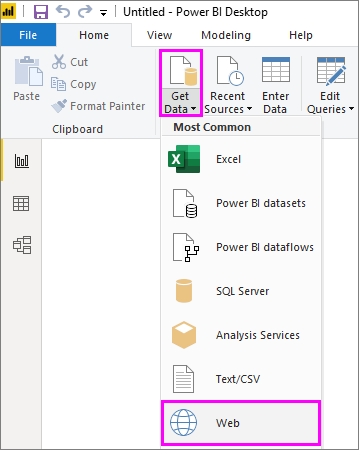 Untitled - Power BI Desktop
File Home View Modeling Help
Paste
Cut
Copy
Format Painter
Clipboard
Get Data
Recent Sources
Enter Data
Edit Queries
Most Common
Excel
Power BI datasets
Power BI dataflows
SQL Server
Analysis Services
Text/CSV
Web